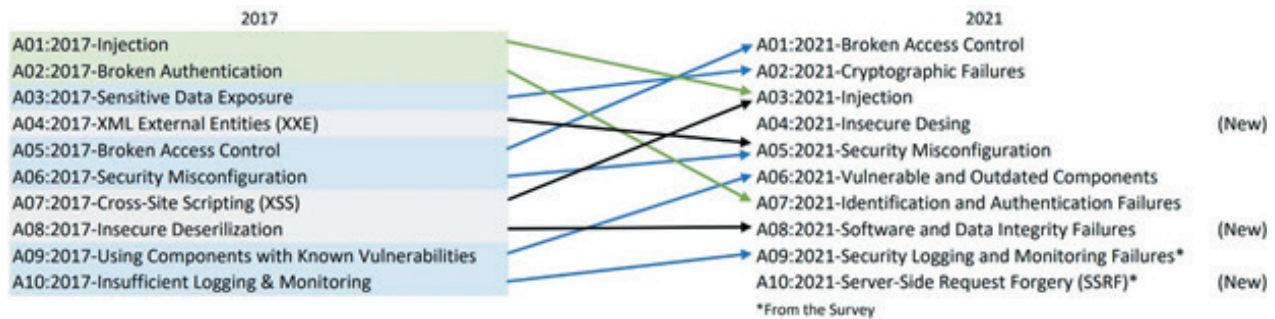 2017
A01:2017-Injection
A02:2017-Broken Authentication
A03:2017-Sensitive Data Exposure
A04:2017-XML External Entities (XXE)
A05:2017-Broken Access Control
A06:2017-Security Misconfiguration
A07:2017-Cross-Site Scripting (XSS)
A08:2017-Insecure Deserilization
A09:2017-Using Components with Known Vulnerabilities
A10:2017-Insufficient Logging & Monitoring
2021
A01:2021-Broken Access Control
A02:2021-Cryptographic Failures
A03:2021-Injection
A04:2021-Insecure Desing (New)
A05:2021-Security Misconfiguration
A06:2021-Vulnerable and Outdated Components
A07:2021-Identification and Authentication Failures
A08:2021-Software and Data Integrity Failures (New)
A09:2021-Security Logging and Monitoring Failures*
A10:2021-Server-Side Request Forgery (SSRF)* (New)
*From the Survey